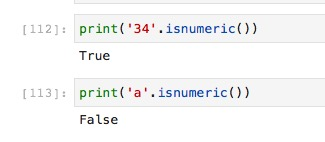 [112]: print('34'.isnumeric())
True
[113]: print('a'.isnumeric())
False